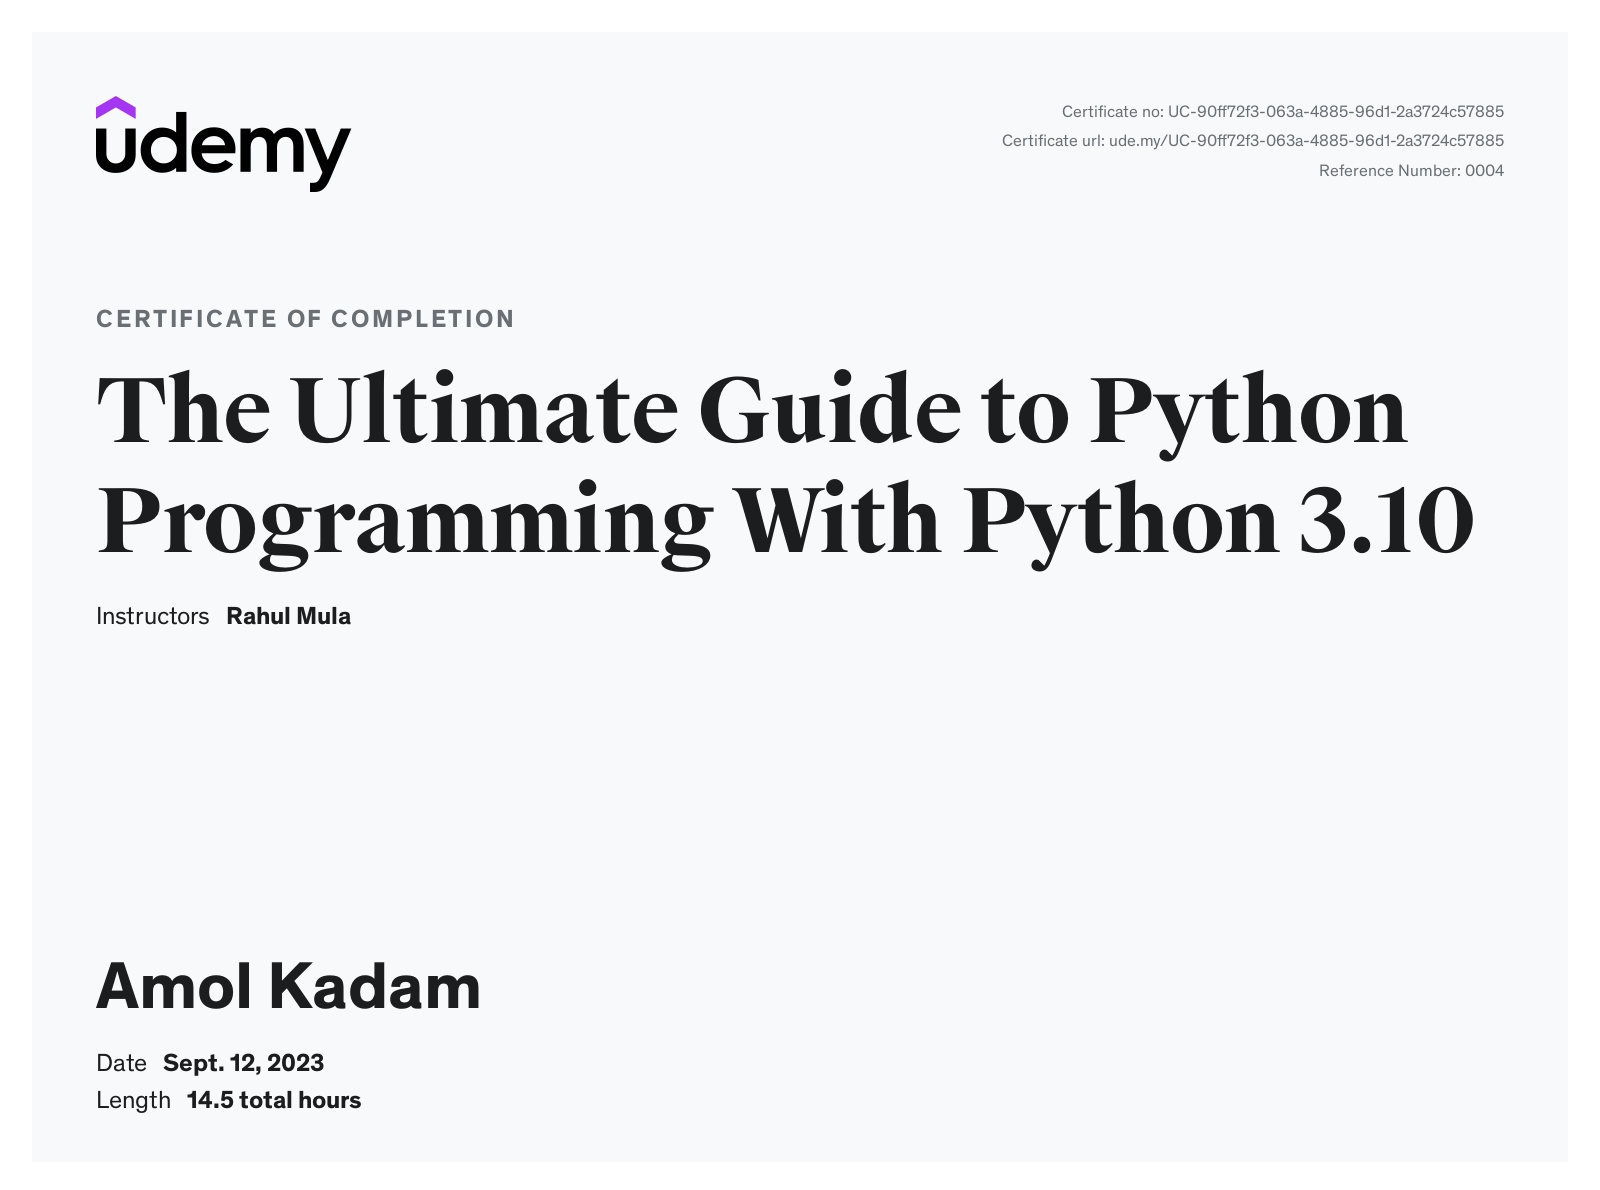 udemy
Certificate no: UC-90ff72f3-063a-4885-96d1-2a3724c57885
Certificate url: ude.my/UC-90ff72f3-063a-4885-96d1-2a3724c57885
Reference Number: 0004
CERTIFICATE OF COMPLETION
The Ultimate Guide to Python
Programming With Python 3.10
Instructors Rahul Mula
Amol Kadam
Date Sept. 12, 2023
Length 14.5 total hours